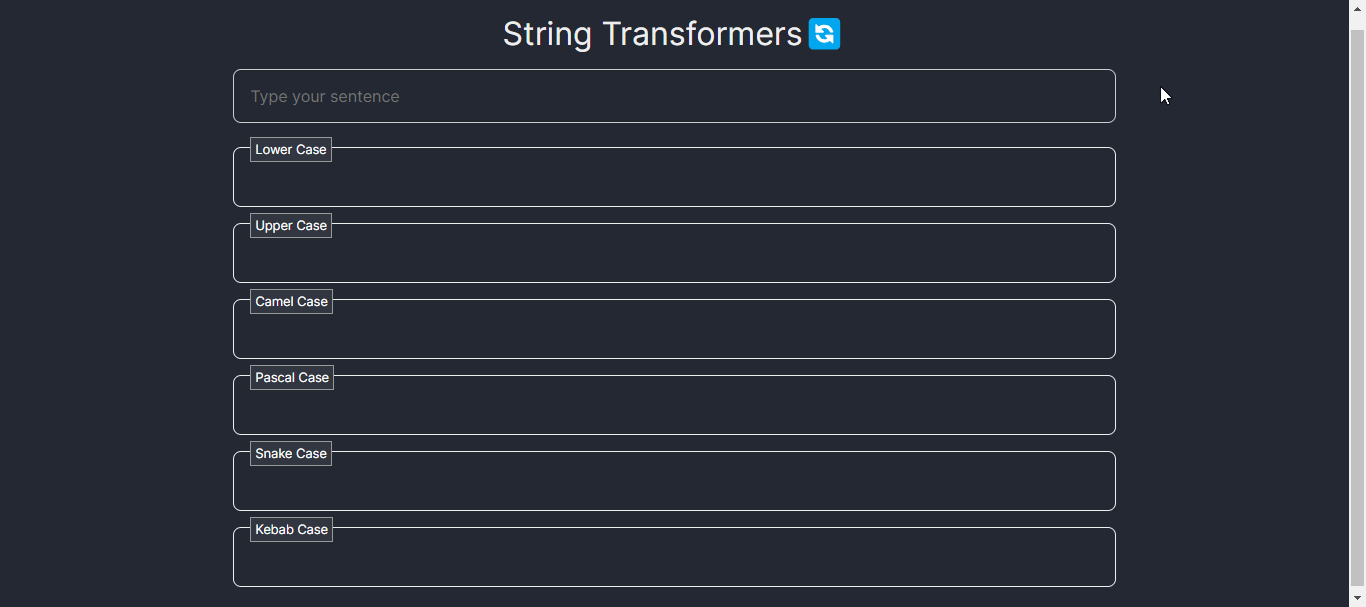 String Transformers
Type your sentence
Lower Case
Upper Case
Camel Case
Pascal Case
Snake Case
Kebab Case